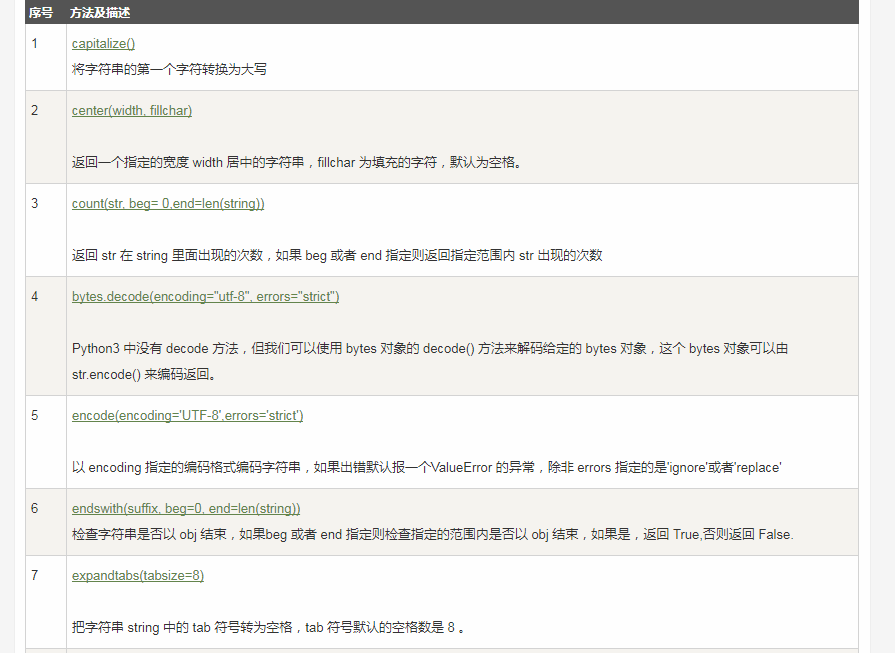 序号 方法及描述
1 capitalize()
将字符串的第一个字符转换为大写
2 center(width, fillchar)
返回一个指定的宽度 width 居中的字符串，fillchar 为填充的字符，默认为空格。
3 count(str, beg= 0,end=len(string))
返回 str 在 string 里面出现的次数，如果 beg 或者 end 指定则返回指定范围内 str 出现的次数
4 bytes.decode(encoding="utf-8", errors="strict")
Python3 中没有 decode 方法，但我们可以使用 bytes 对象的 decode() 方法来解码给定的 bytes 对象，这个 bytes 对象可以由
str.encode() 来编码返回。
5 encode(encoding='UTF-8',errors='strict')
以 encoding 指定的编码格式编码字符串，如果出错默认报一个ValueError 的异常，除非 errors 指定的是'ignore'或者'replace'
6 endswith(suffix, beg=0, end=len(string))
检查字符串是否以 obj 结束，如果beg 或者 end 指定则检查指定的范围内是否以 obj 结束，如果是，返回 True,否则返回 False.
7 expandtabs(tabsize=8)
把字符串 string 中的 tab 符号转为空格，tab 符号默认的空格数是 8 。